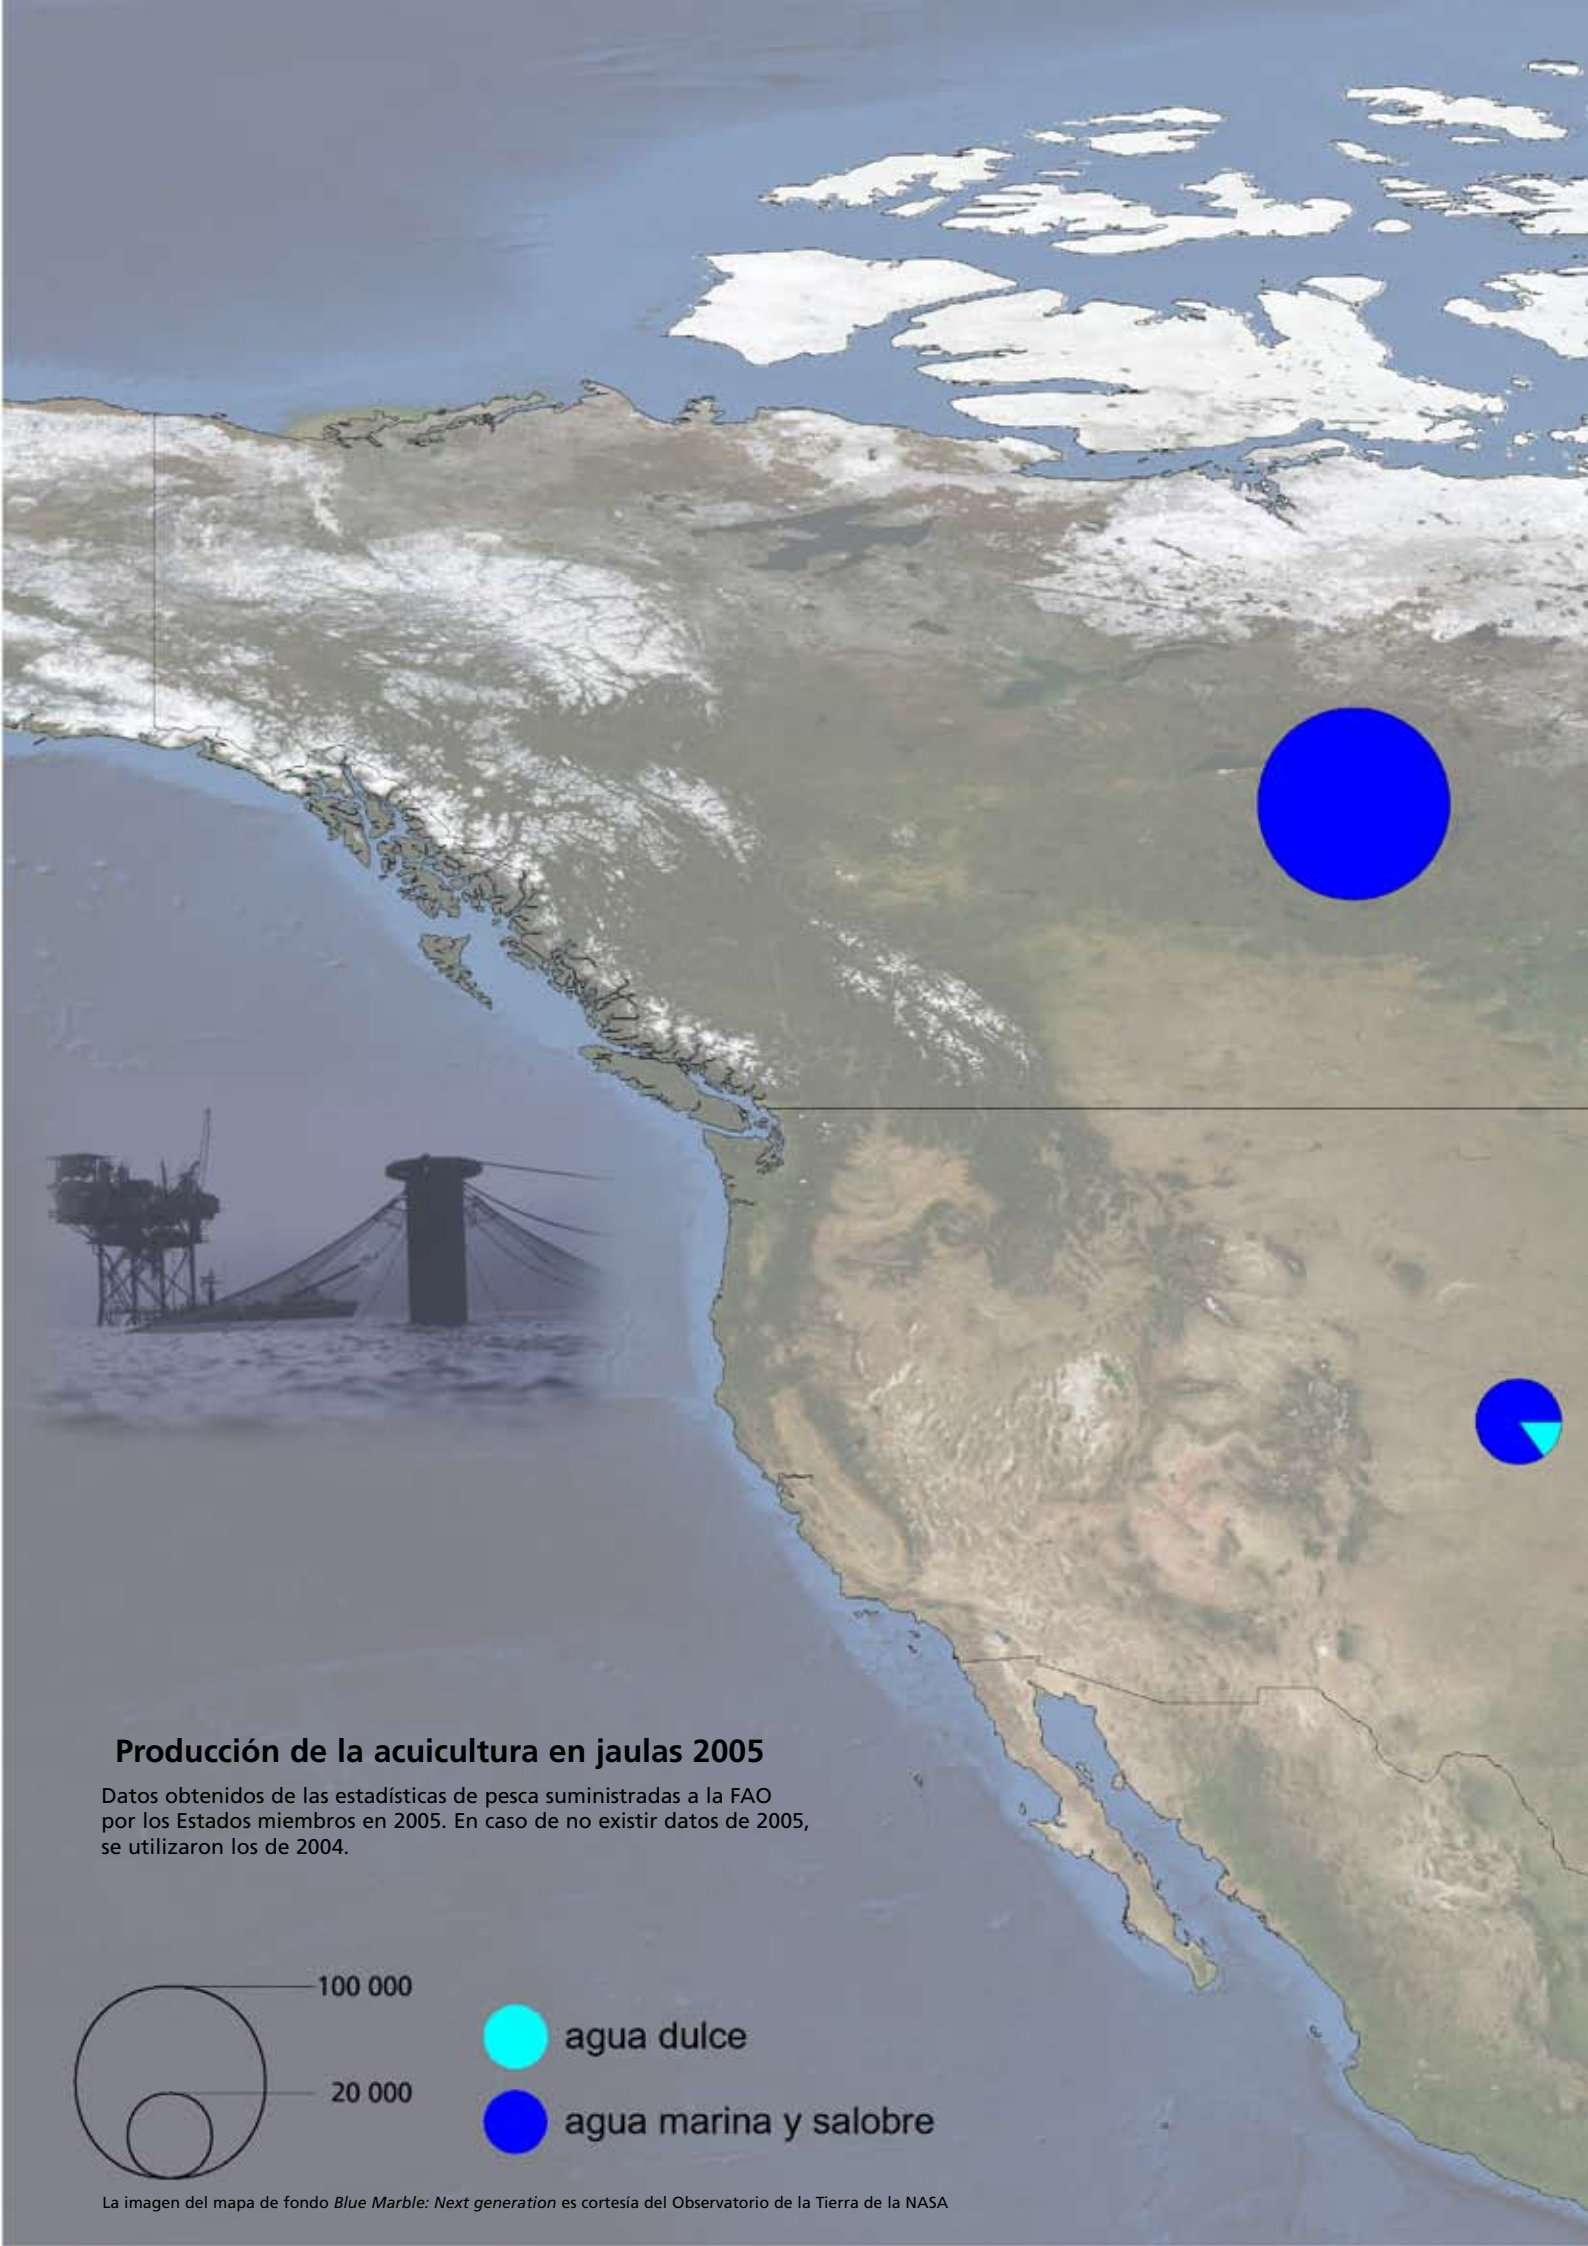 Producción de la acuicultura en jaulas 2005
Datos obtenidos de las estadísticas de pesca suministradas a la FAO
por los Estados miembros en 2005. En caso de no existir datos de 2005,
se utilizaron los de 2004.
100 000
20 000
agua dulce
agua marina y salobre
La imagen del mapa de fondo Blue Marble: Next generation es cortesía del Observatorio de la Tierra de la NASA